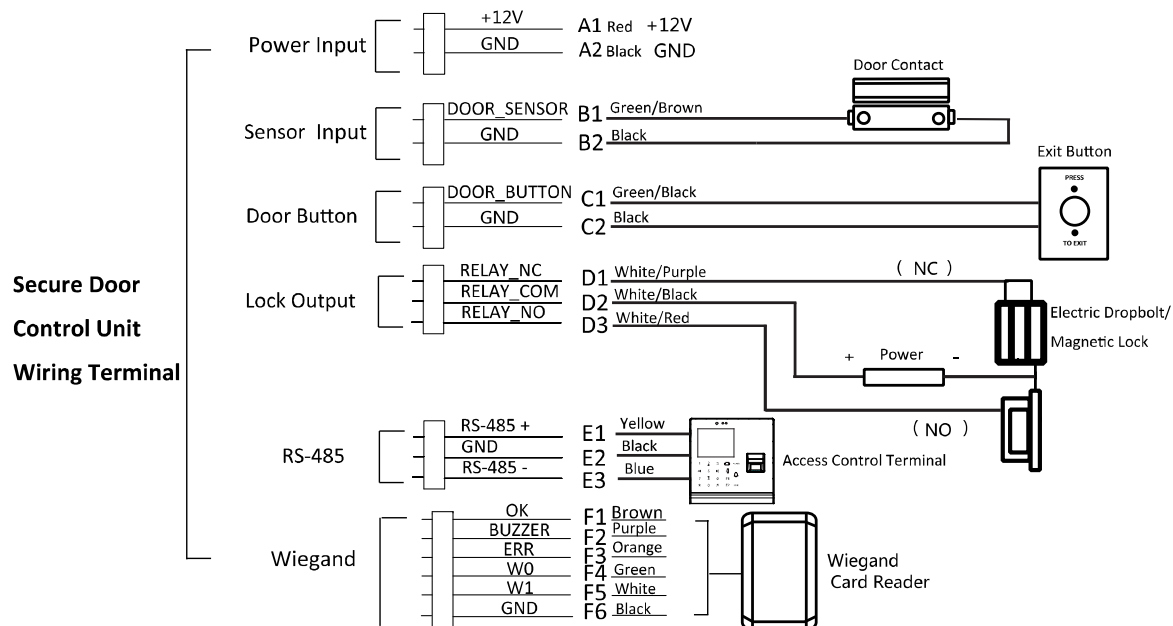 Power Input
+12V
A1 Red +12V
GND
A2 Black GND
Door Contact
Sensor Input
DOOR_SENSOR
B1 Green/Brown
GND
B2 Black
Exit Button
PRESS
TO EXIT
Door Button
DOOR_BUTTON
C1 Green/Black
GND
C2 Black
Secure Door
Control Unit
Wiring Terminal
Lock Output
RELAY_NC
D1 White/Purple
( NC )
RELAY_COM
D2 White/Black
RELAY_NO
D3 White/Red
Electric Dropbolt/
Magnetic Lock
+ Power -
( NO )
RS-485
RS-485 +
E1 Yellow
GND
E2 Black
RS-485 -
E3 Blue
Access Control Terminal
Wiegand
OK
F1 Brown
BUZZER
F2 Purple
ERR
F3 Orange
W0
F4 Green
W1
F5 White
GND
F6 Black
Wiegand
Card Reader